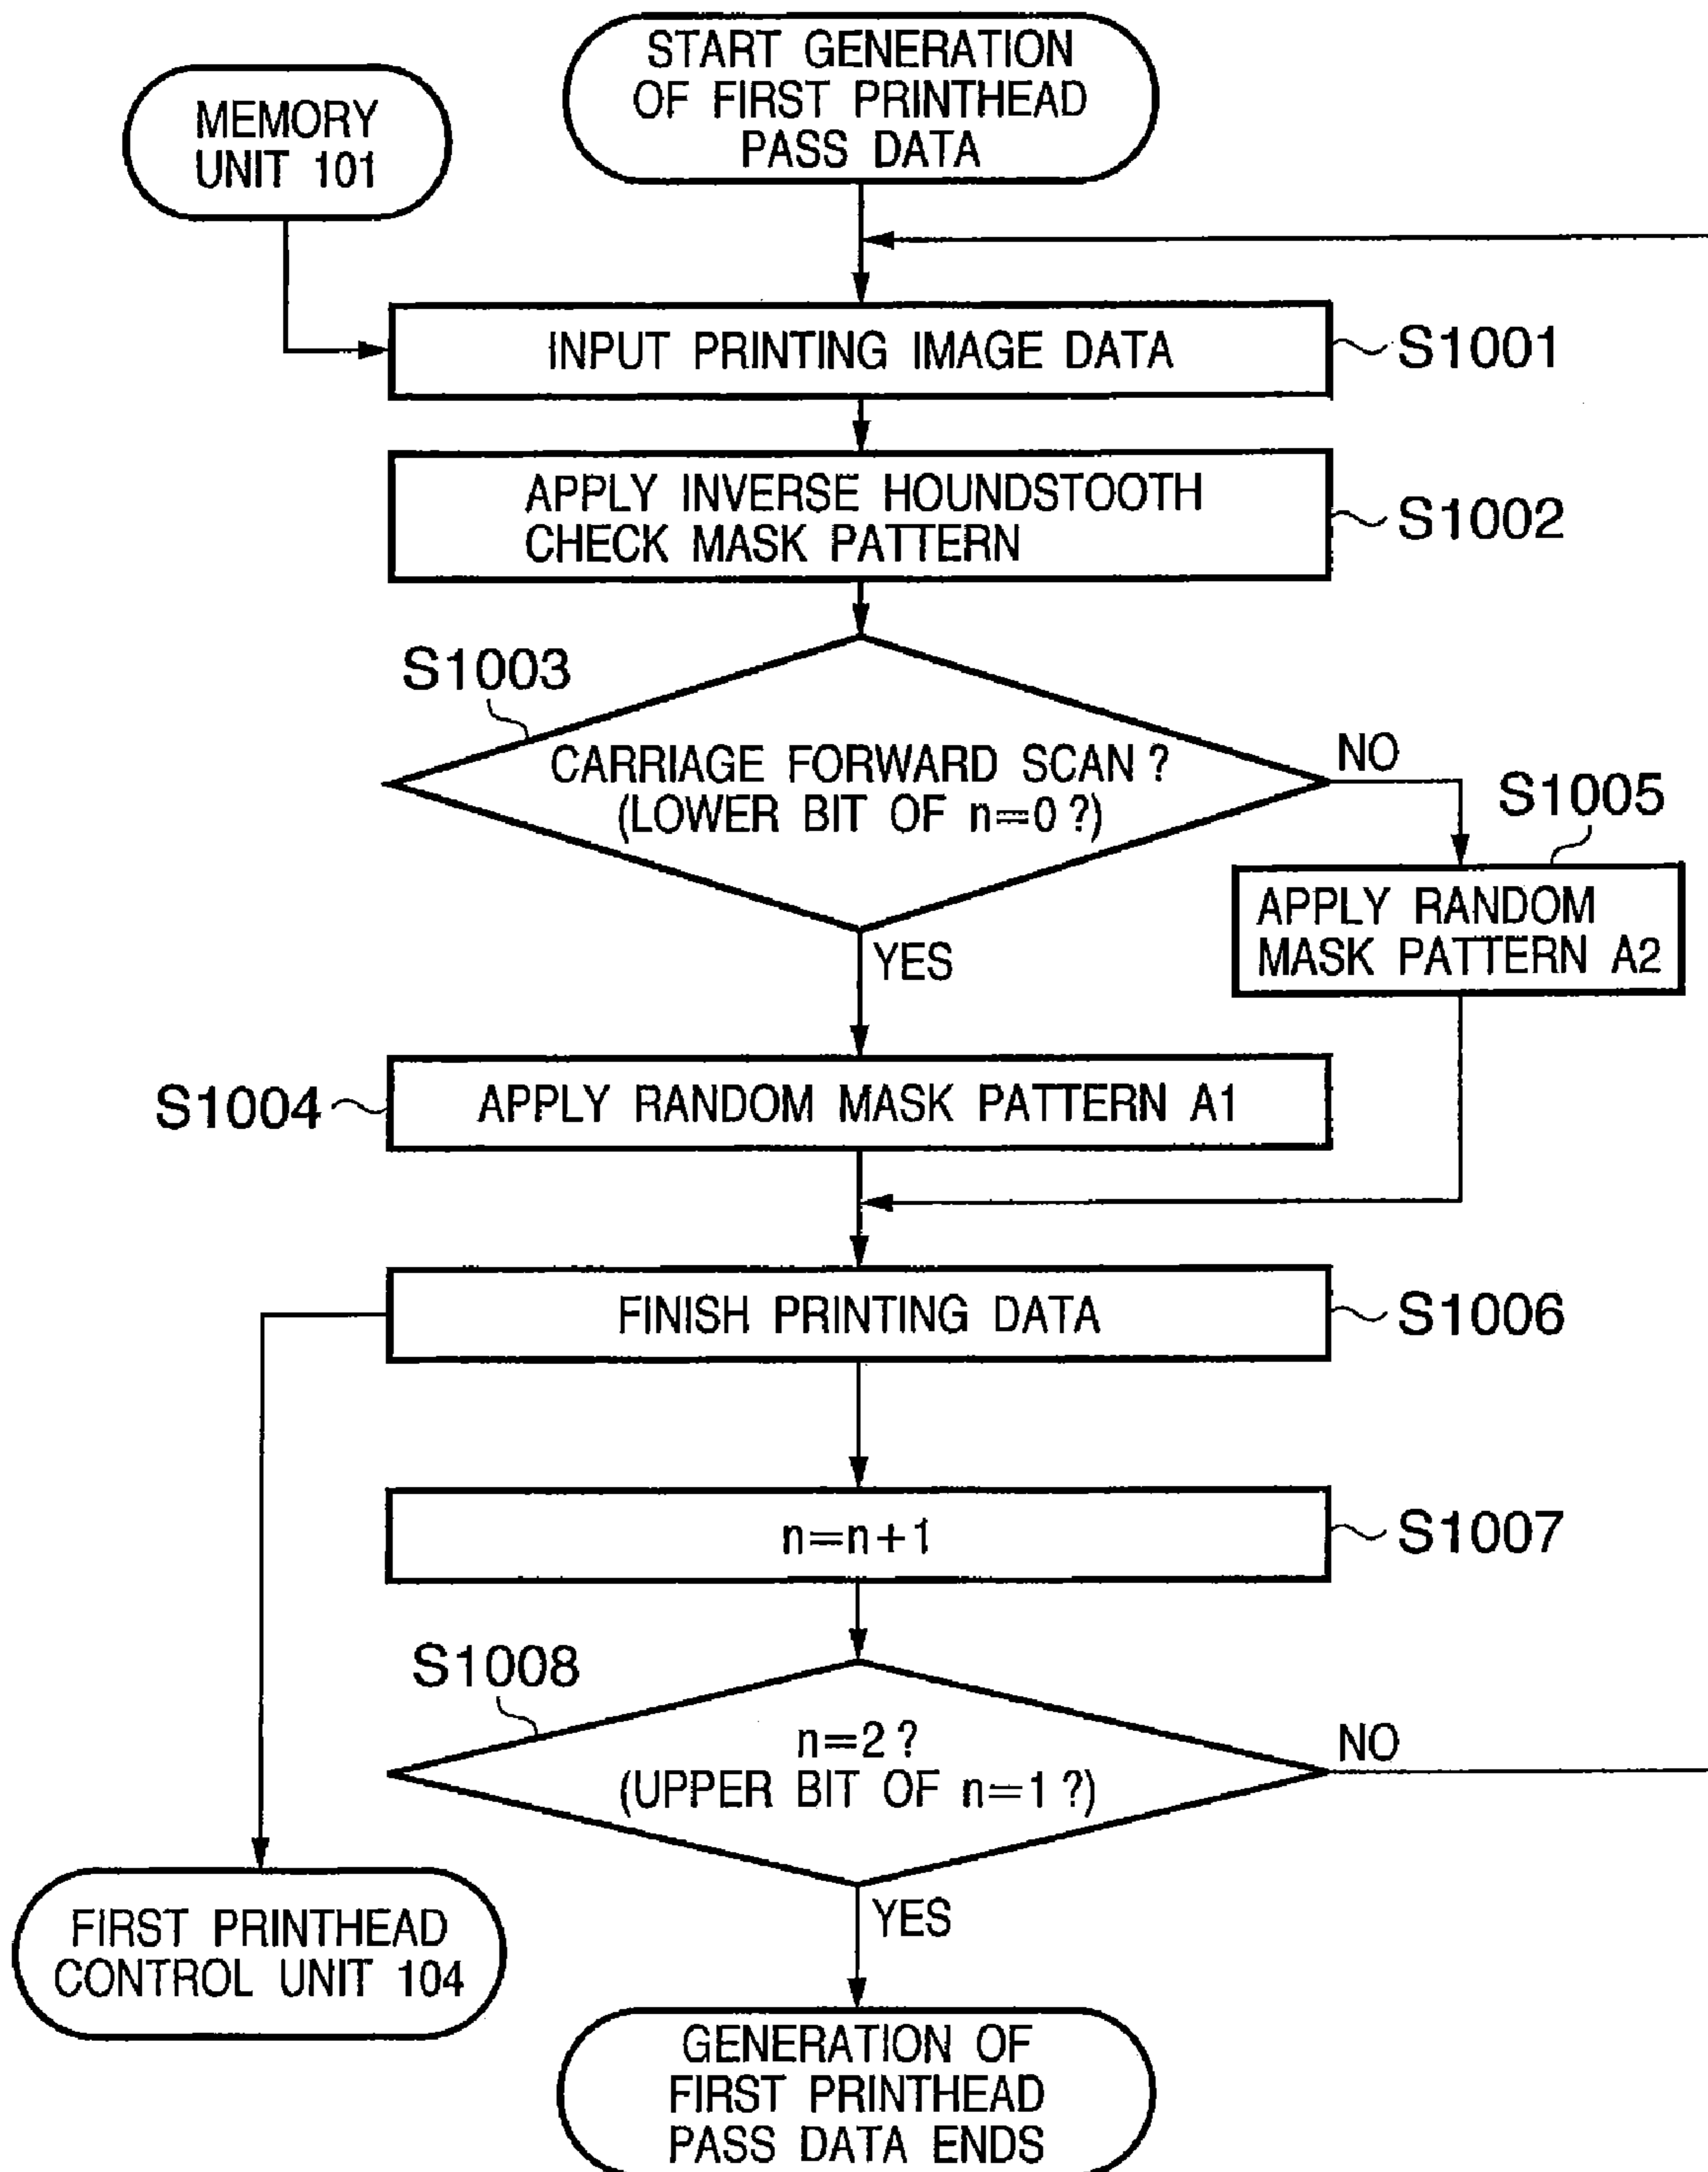 START GENERATION
OF FIRST PRINTHEAD
PASS DATA
MEMORY
UNIT 101
INPUT PRINTING IMAGE DATA
S1001
APPLY INVERSE HOUNDSTOOTH
CHECK MASK PATTERN
S1002
S1003
CARRIAGE FORWARD SCAN?
(LOWER BIT OF n=0?)
NO
S1005
APPLY RANDOM
MASK PATTERN A2
YES
S1004
APPLY RANDOM MASK PATTERN A1
FINISH PRINTING DATA
S1006
n=n+1
S1007
S1008
n=2?
(UPPER BIT OF n=1?)
NO
YES
FIRST PRINTHEAD
CONTROL UNIT 104
GENERATION OF
FIRST PRINTHEAD
PASS DATA ENDS